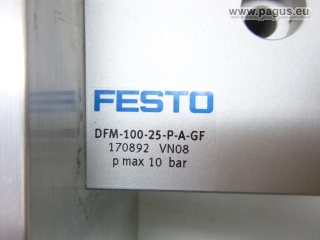 © www.pagus.eu
FESTO
DFM-100-25-P-A-GF
170892 VN08
p max 10 bar